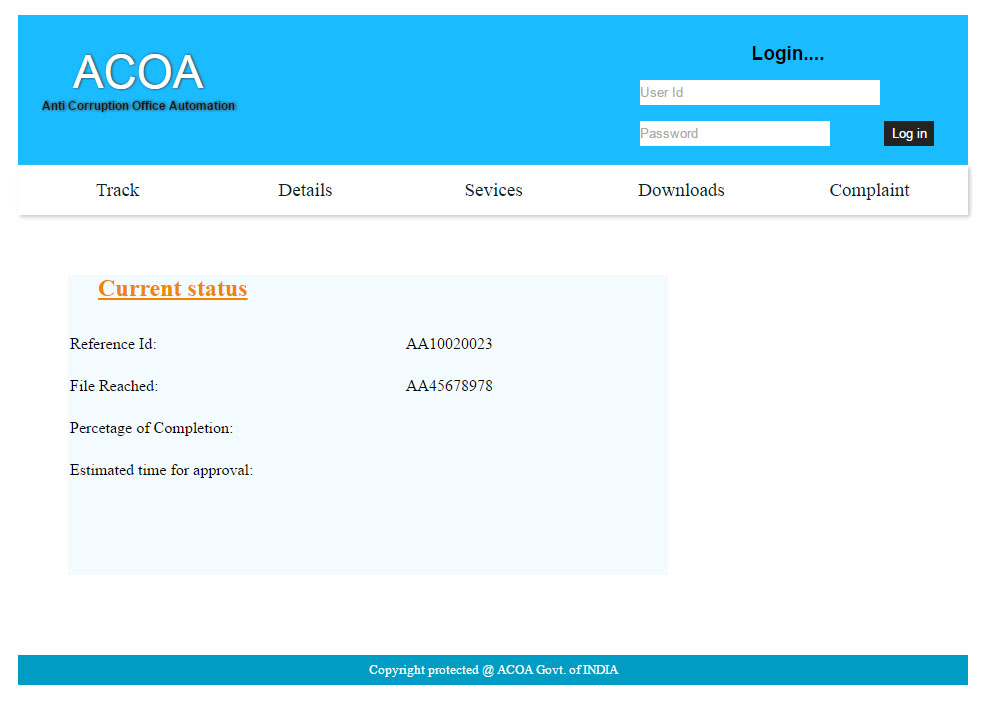 ACOA
Anti Corruption Office Automation
Login....
User Id
Password
Log in
Track Details Sevices Downloads Complaint
Current status
Reference Id: AA10020023
File Reached: AA45678978
Percetage of Completion:
Estimated time for approval:
Copyright protected @ ACOA Govt. of INDIA